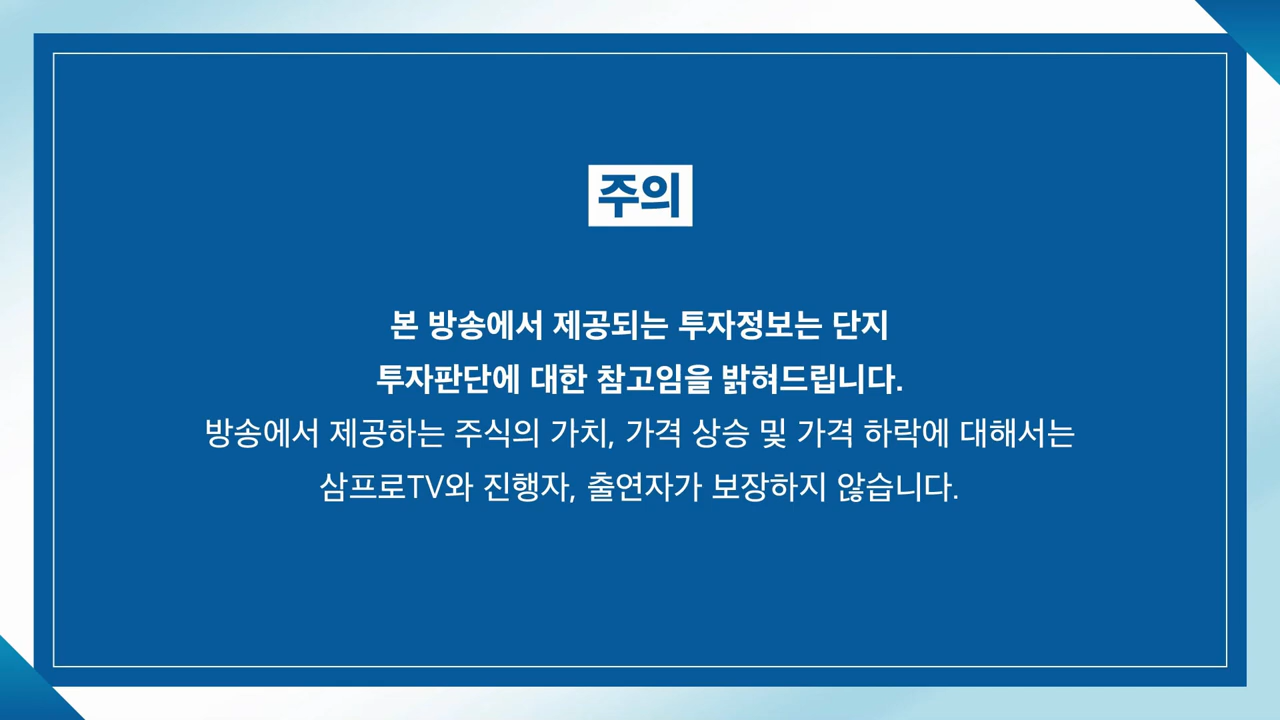 주의
본 방송에서 제공되는 투자정보는 단지
투자판단에 대한 참고임을 밝혀드립니다.
방송에서 제공하는 주식의 가치, 가격 상승 및 가격 하락에 대해서는
삼프로TV와 진행자, 출연자가 보장하지 않습니다.